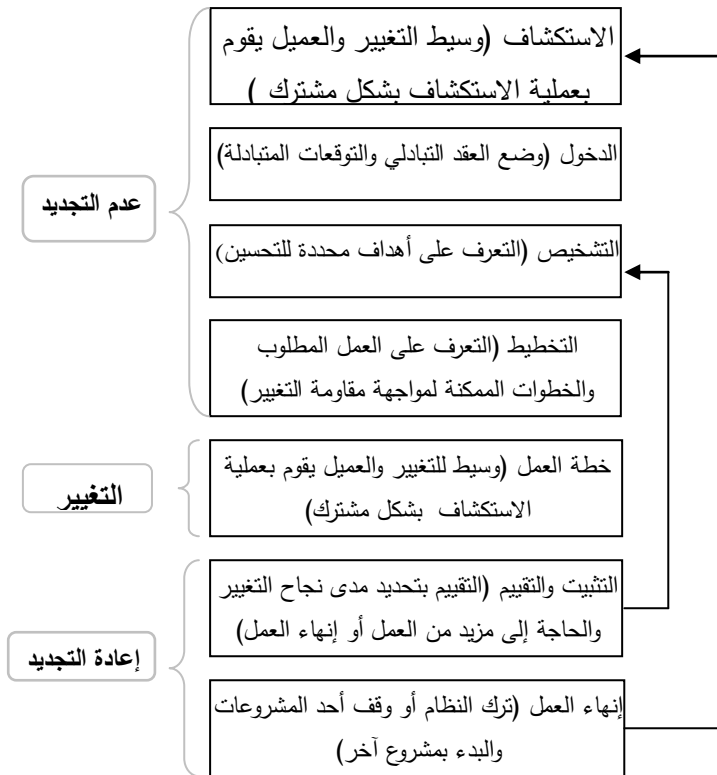 الاستكشاف (وسيط التغيير والعميل يقوم
بعملية الاستكشاف بشكل مشترك )
الدخول (وضع العقد التبادلي والتوقعات المتبادلة)
عدم التجديد
التشخيص (التعرف على أهداف محددة للتحسين)
التخطيط (التعرف على العمل المطلوب
والخطوات الممكنة لمواجهة مقاومة التغيير)
خطة العمل (وسيط للتغيير والعميل يقوم بعملية
الاستكشاف بشكل مشترك)
التغيير
التثبيت والتقييم (التقييم بتحديد مدى نجاح التغيير
والحاجة إلى مزيد من العمل أو إنهاء العمل)
إعادة التجديد
إنهاء العمل (ترك النظام أو وقف أحد المشروعات
والبدء بمشروع آخر)